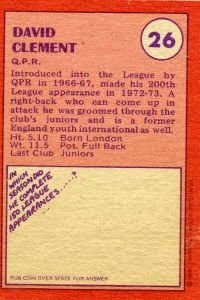 DAVID
CLEMENT
26
Q.P.R.
Introduced into the League by
QPR in 1966-67, made his 200th
League appearance in 1972-73. A
right-back who can come up in
attack he was groomed through the
club's juniors and is a former
England youth international as well.
Ht. 5.10 Born London
Wt. 11.5 Pos. Full Back
Last Club Juniors
IN
WHICH
SEASON DID
HE COMPLETE
150 LEAGUE
APPEARANCES....?
RUB COIN OVER SPACE FOR ANSWER